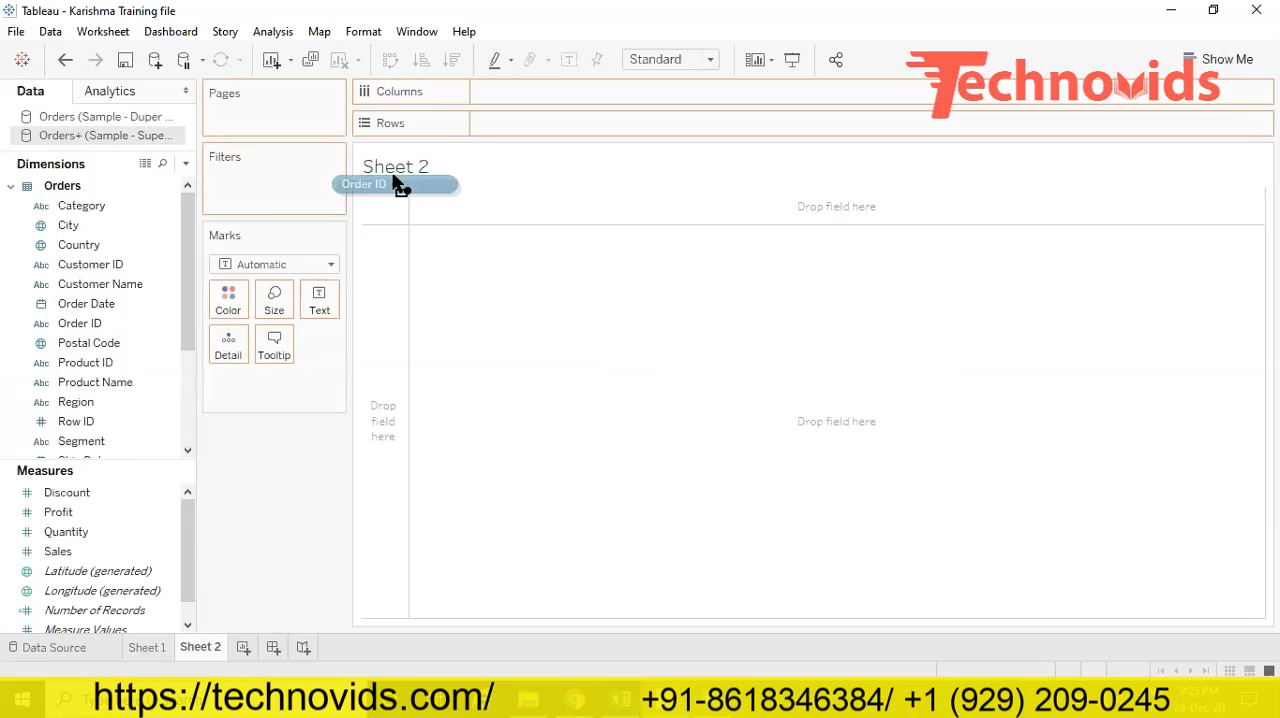 Tableau - Karishma Training file
File Data Worksheet Dashboard Story Analysis Map Format Window Help
Standard
Show Me
Technovids
Data Analytics
Orders (Sample - Duper ...
Orders+ (Sample - Supe...
Dimensions
Orders
Category
City
Country
Customer ID
Customer Name
Order Date
Order ID
Postal Code
Product ID
Product Name
Region
Row ID
Segment
Measures
Discount
Profit
Quantity
Sales
Latitude (generated)
Longitude (generated)
Number of Records
Measure Values
Pages
Filters
Marks
Automatic
Color Size Text
Detail Tooltip
Columns
Rows
Sheet 2
Order ID
Drop field here
Drop
field
here
Drop field here
Data Source Sheet 1 Sheet 2
https://technovids.com/ +91-8618346384/ +1 (929) 209-0245